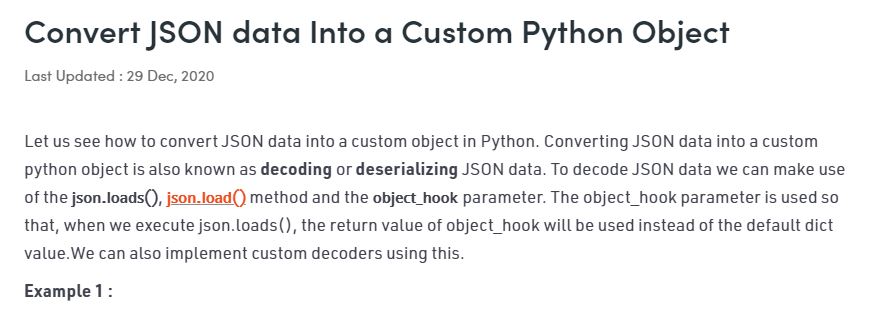 Convert JSON data Into a Custom Python Object
Last Updated : 29 Dec, 2020
Let us see how to convert JSON data into a custom object in Python. Converting JSON data into a custom
python object is also known as decoding or deserializing JSON data. To decode JSON data we can make use
of the json.loads(), json.load() method and the object_hook parameter. The object_hook parameter is used so
that, when we execute json.loads(), the return value of object_hook will be used instead of the default dict
value.We can also implement custom decoders using this.
Example 1 :